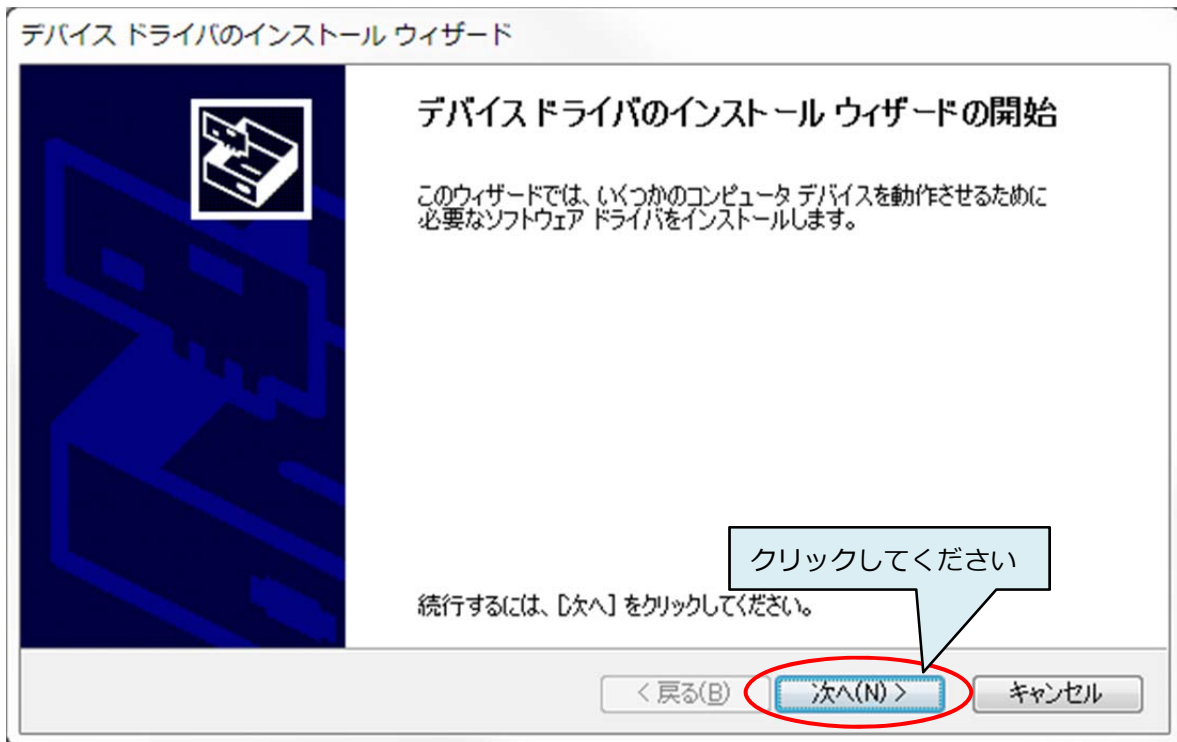 デバイス ドライバのインストール ウィザード
デバイス ドライバのインストール ウィザードの開始
このウィザードでは、いくつかのコンピュータ デバイスを動作させるために
必要なソフトウェア ドライバをインストールします。
クリックしてください
続行するには、[次へ] をクリックしてください。
< 戻る(B)
次へ(N) >
キャンセル